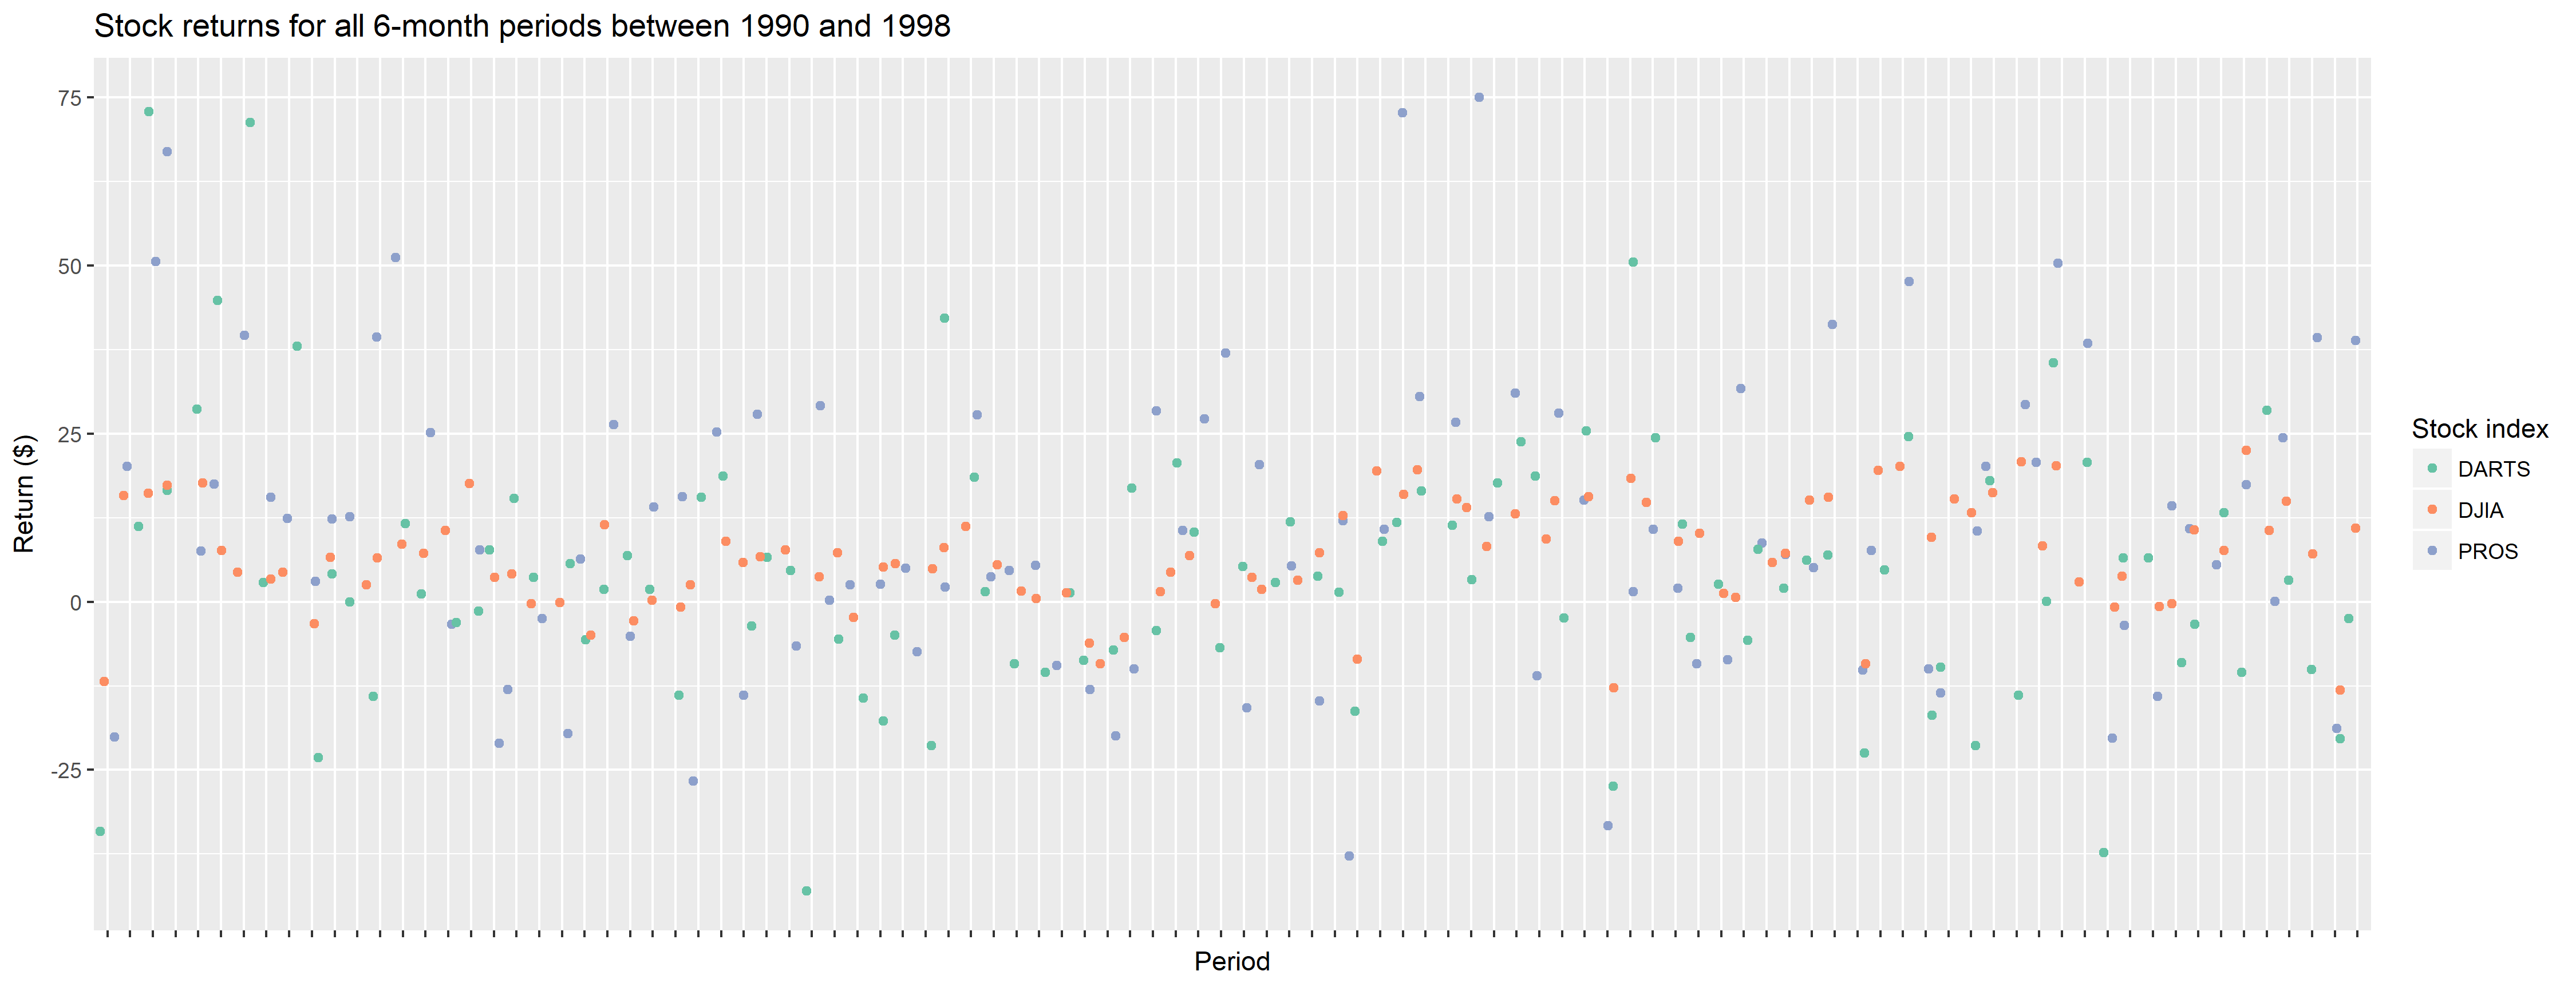 Stock returns for all 6-month periods between 1990 and 1998
75
50
25
0
-25
Return ($)
Period
Stock index
DARTS
DJIA
PROS